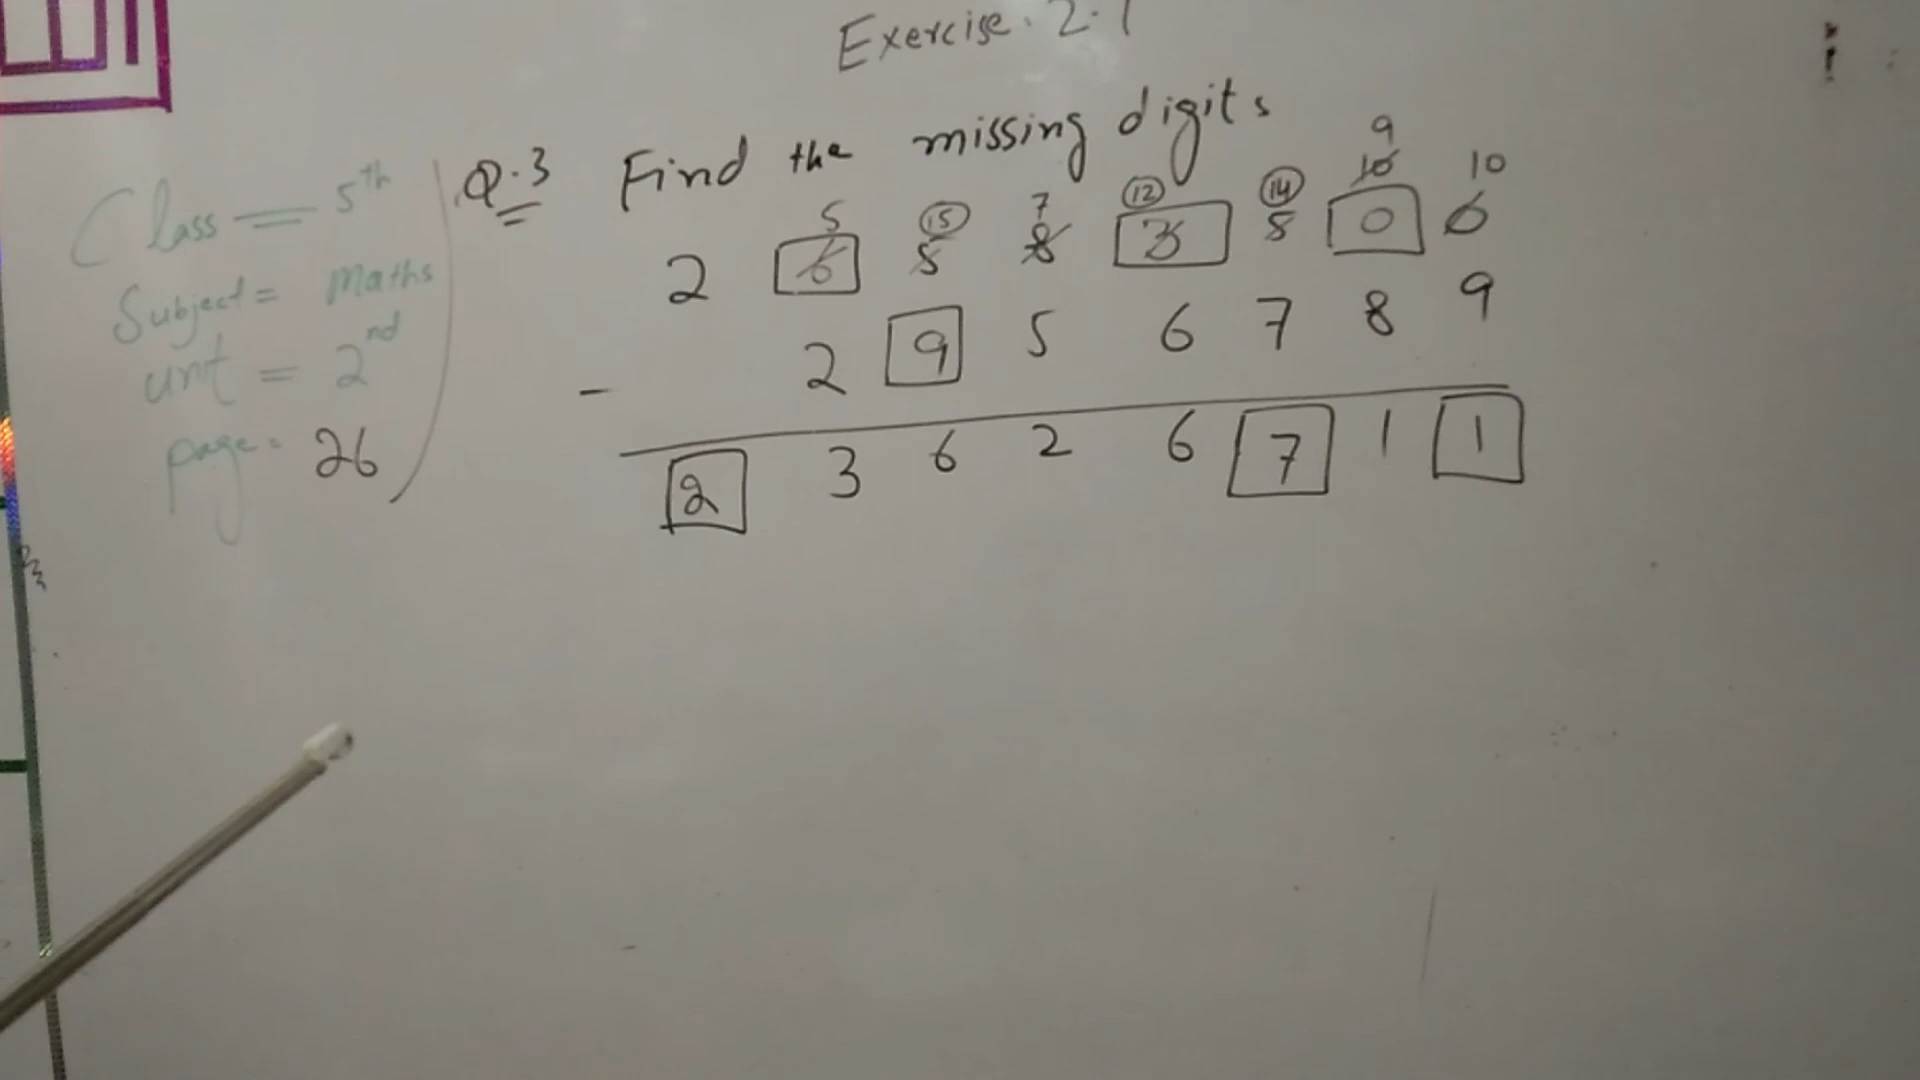 Exercise. 2.1
Class = 5th
Subject = Maths
unit = 2nd
page = 26
Q.3 Find the missing digits
9
5 15 7 12 14 10 10
2 6 5 8 3 5 0 0
- 2 9 5 6 7 8 9
2 3 6 2 6 7 1 1